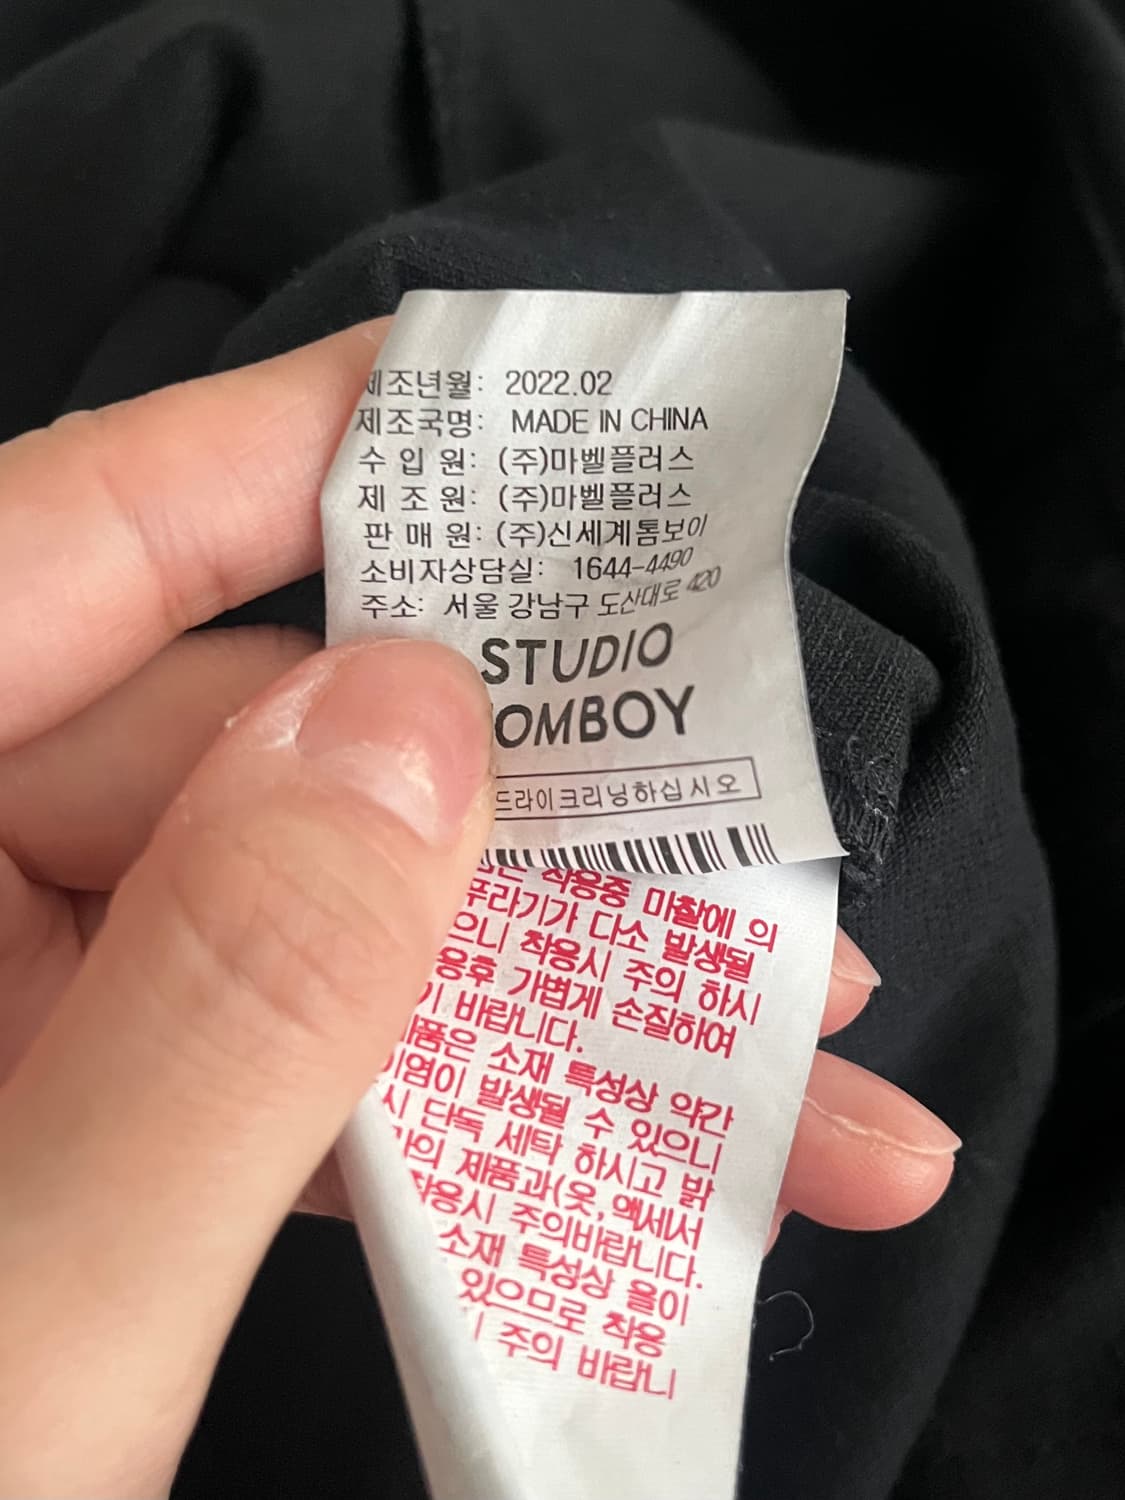 제조년월: 2022.02
제조국명: MADE IN CHINA
수 입 원: (주)마벨플러스
제 조 원: (주)마벨플러스
판 매 원: (주)신세계톰보이
소비자상담실: 1644-4490
주소: 서울 강남구 도산대로 420
STUDIO
OMBOY
드라이크리닝하십시오
착용중 마찰에 의
푸라기가 다소 발생될
으니 착용시 주의 하시
용후 가볍게 손질하여
기 바랍니다.
품은 소재 특성상 약간
이염이 발생될 수 있으니
시 단독 세탁 하시고 밝
의 제품과(옷, 액세서
착용시 주의바랍니다.
소재 특성상 올이
있으므로 착용
주의 바랍니